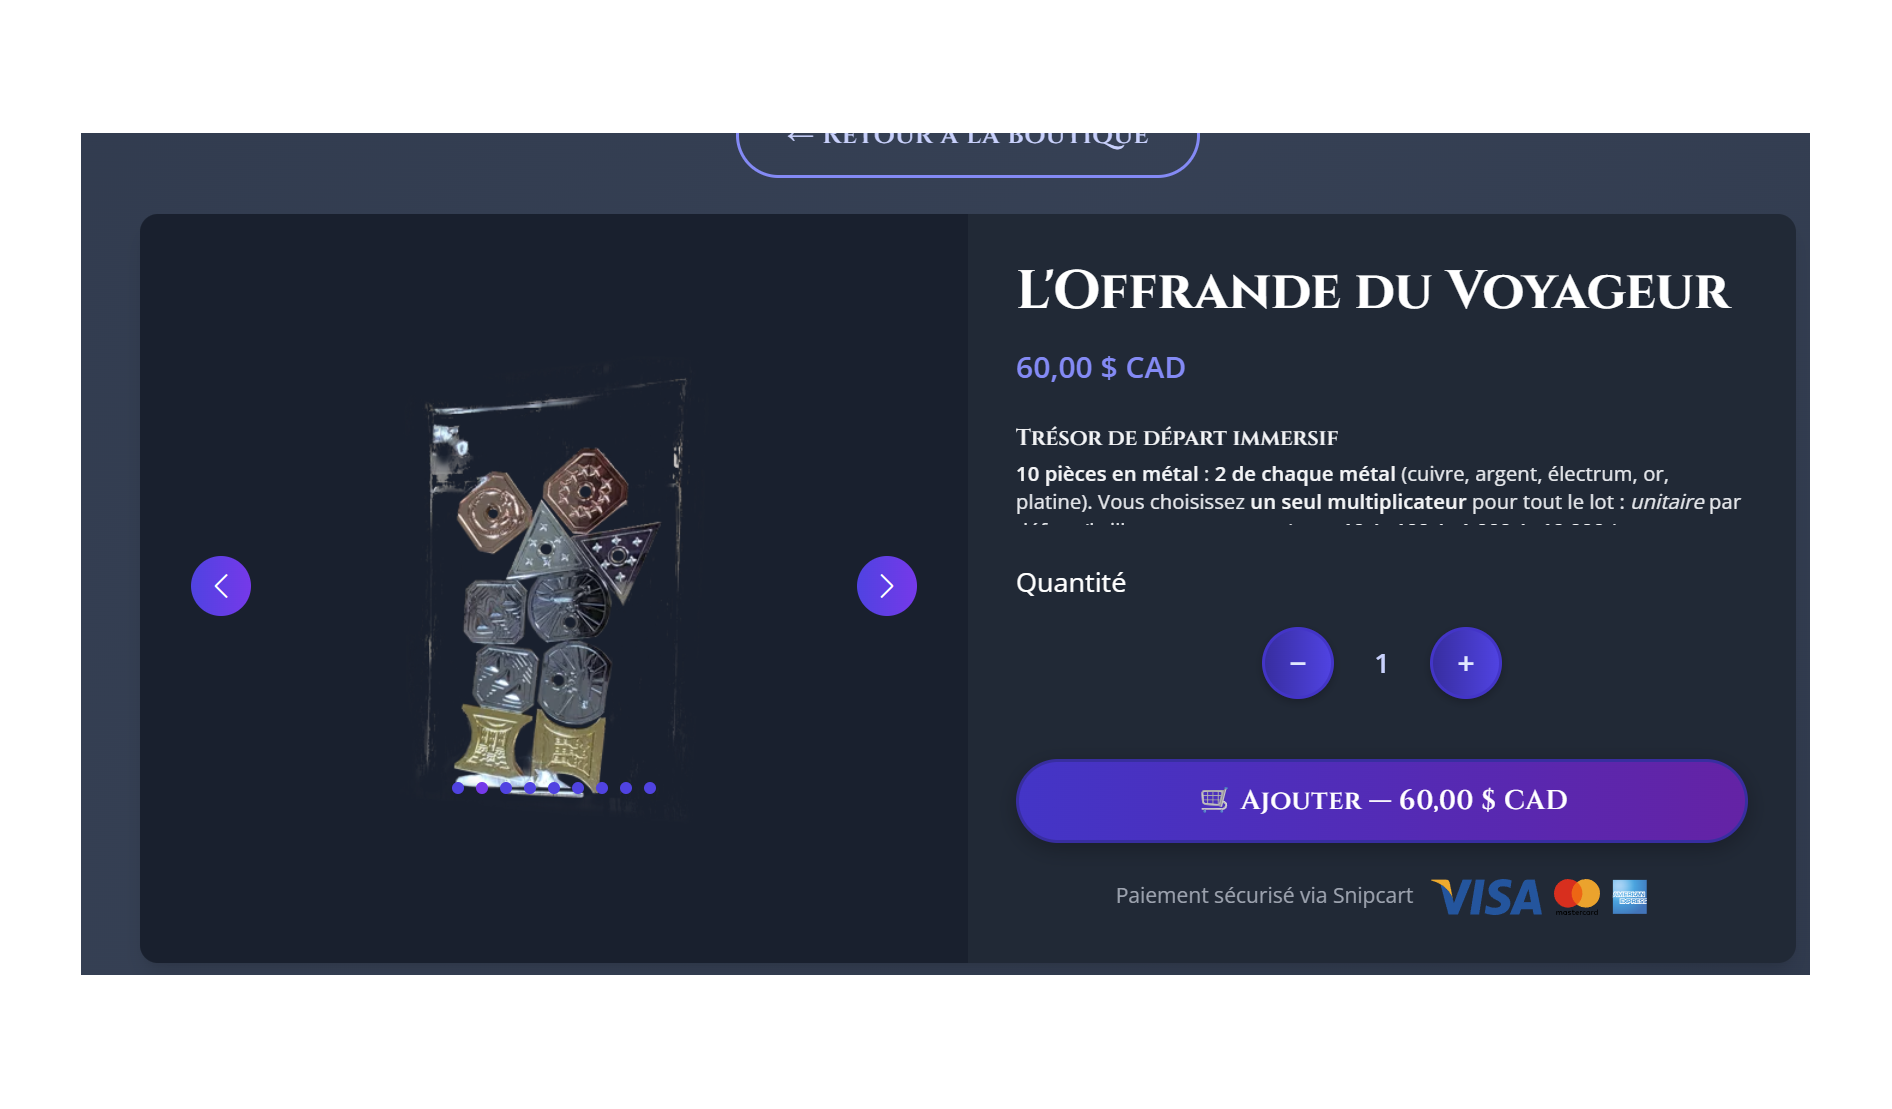 ← Retour à la boutique
L'Offrande du Voyageur
60,00 $ CAD
Trésor de départ immersif
10 pièces en métal : 2 de chaque métal (cuivre, argent, électrum, or,
platine). Vous choisissez un seul multiplicateur pour tout le lot : unitaire par
Quantité
− 1 +
Ajouter — 60,00 $ CAD
Paiement sécurisé via Snipcart VISA mastercard AMERICAN EXPRESS